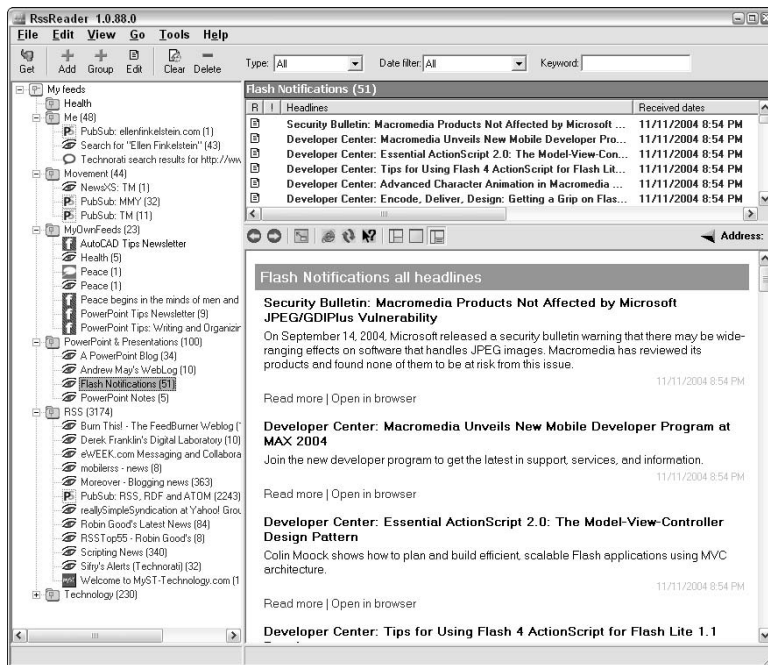 RssReader 1.0.88.0
File Edit View Go Tools Help
Get Add Group Edit Clear Delete Type: All Date filter: All Keyword:
My feeds
Health
Me (48)
PubSub: ellenfinkelstein.com (1)
Search for "Ellen Finkelstein" (43)
Technorati search results for http://ww
Movement (44)
NewsXS: TM (1)
PubSub: MMY (32)
PubSub: TM (11)
MyOwnFeeds (23)
AutoCAD Tips Newsletter
Health (5)
Peace (1)
Peace (1)
Peace begins in the minds of men and
PowerPoint Tips Newsletter (9)
PowerPoint Tips: Writing and Organizin
PowerPoint & Presentations (100)
A PowerPoint Blog (34)
Andrew May's WebLog (10)
Flash Notifications (51)
PowerPoint Notes (5)
RSS (3174)
Burn This! - The FeedBurner Weblog (
Derek Franklin's Digital Laboratory (10)
eWEEK.com Messaging and Collabora
mobilerss - news (8)
Moreover - Blogging news (363)
PubSub: RSS, RDF and ATOM (2243)
reallySimpleSyndication at Yahoo! Grou
Robin Good's Latest News (84)
RSSTop55 - Robin Good's (8)
Scripting News (340)
Sifry's Alerts (Technorati) (32)
Welcome to MyST-Technology.com (1
Technology (230)
Flash Notifications (51)
R ! Headlines Received dates
Security Bulletin: Macromedia Products Not Affected by Microsoft ... 11/11/2004 8:54 PM
Developer Center: Macromedia Unveils New Mobile Developer Pro... 11/11/2004 8:54 PM
Developer Center: Essential ActionScript 2.0: The Model-View-Con... 11/11/2004 8:54 PM
Developer Center: Tips for Using Flash 4 ActionScript for Flash Lit... 11/11/2004 8:54 PM
Developer Center: Advanced Character Animation in Macromedia ... 11/11/2004 8:54 PM
Developer Center: Encode, Deliver, Design: Getting a Grip on Flas... 11/11/2004 8:54 PM
Address:
Flash Notifications all headlines
Security Bulletin: Macromedia Products Not Affected by Microsoft
JPEG/GDIPlus Vulnerability
On September 14, 2004, Microsoft released a security bulletin warning that there may be wide-
ranging effects on software that handles JPEG images. Macromedia has reviewed its
products and found none of them to be at risk from this issue.
11/11/2004 8:54 PM
Read more | Open in browser
Developer Center: Macromedia Unveils New Mobile Developer Program at
MAX 2004
Join the new developer program to get the latest in support, services, and information.
11/11/2004 8:54 PM
Read more | Open in browser
Developer Center: Essential ActionScript 2.0: The Model-View-Controller
Design Pattern
Colin Moock shows how to plan and build efficient, scalable Flash applications using MVC
architecture.
11/11/2004 8:54 PM
Read more | Open in browser
Developer Center: Tips for Using Flash 4 ActionScript for Flash Lite 1.1